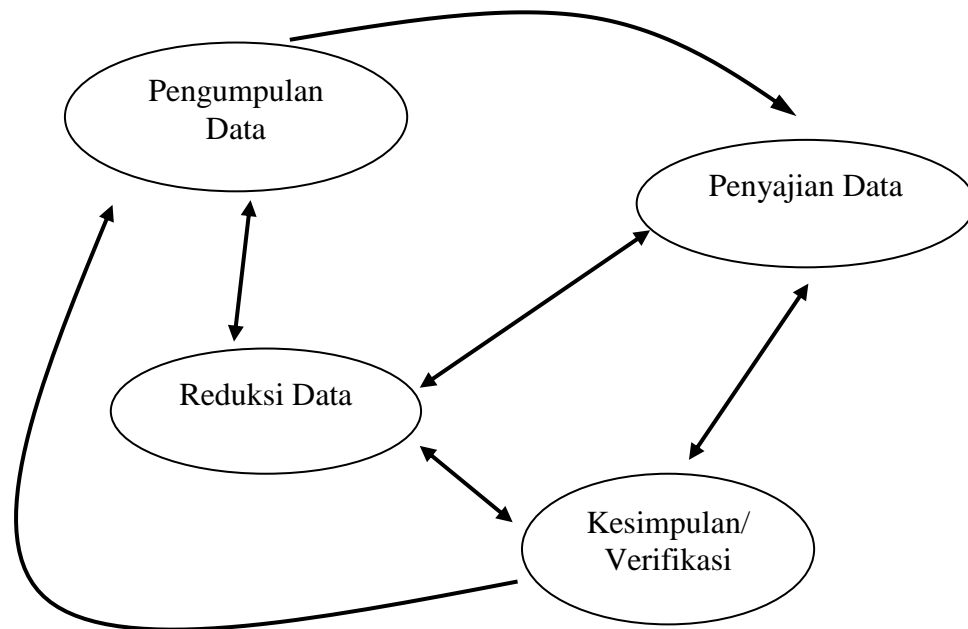 Pengumpulan
Data
Penyajian Data
Reduksi Data
Kesimpulan/
Verifikasi